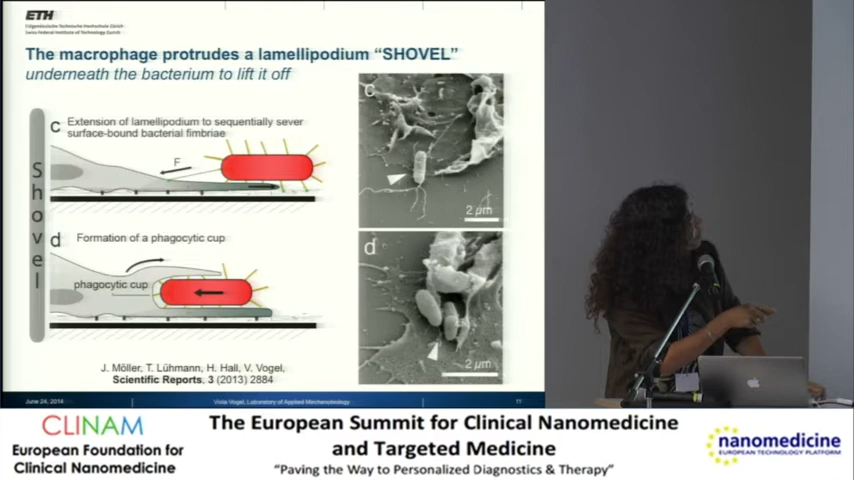 ETH
Eidgenössische Technische Hochschule Zürich
Swiss Federal Institute of Technology Zurich
The macrophage protrudes a lamellipodium “SHOVEL”
underneath the bacterium to lift it off
Shovel
c Extension of lamellipodium to sequentially sever
surface-bound bacterial fimbriae
F
d Formation of a phagocytic cup
phagocytic cup
c
2 µm
d
2 µm
J. Möller, T. Lühmann, H. Hall, V. Vogel,
Scientific Reports, 3 (2013) 2884
June 24, 2014
Viola Vogel, Laboratory of Applied Mechanobiology
11
CLINAM
European Foundation for
Clinical Nanomedicine
The European Summit for Clinical Nanomedicine
and Targeted Medicine
“Paving the Way to Personalized Diagnostics & Therapy”
nanomedicine
EUROPEAN TECHNOLOGY PLATFORM